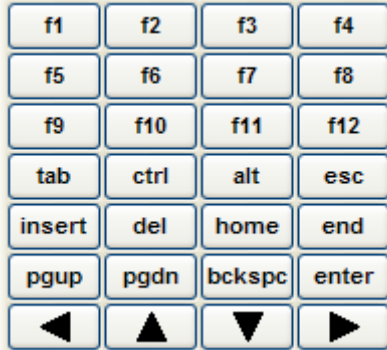 f1 f2 f3 f4
f5 f6 f7 f8
f9 f10 f11 f12
tab ctrl alt esc
insert del home end
pgup pgdn bckspc enter